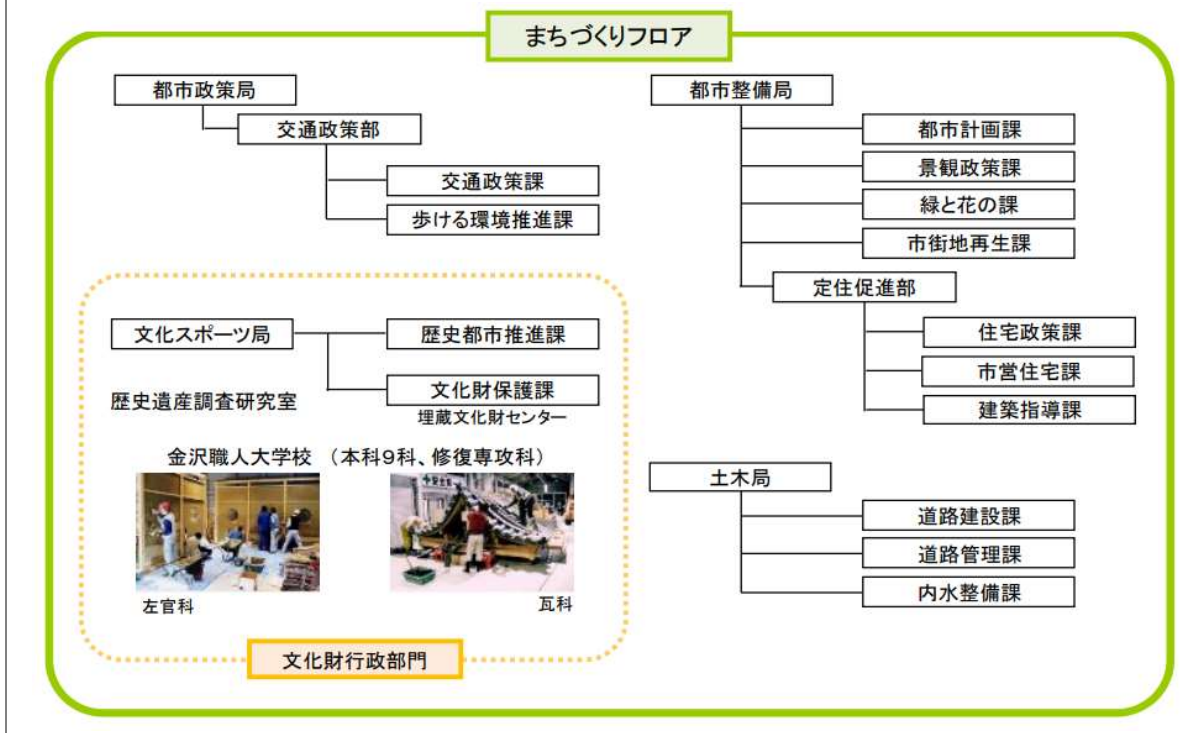 まちづくりフロア
都市政策局
交通政策部
交通政策課
歩ける環境推進課
文化スポーツ局
歴史都市推進課
文化財保護課
埋蔵文化財センター
歴史遺産調査研究室
金沢職人大学校 (本科9科、修復専攻科)
左官科
瓦科
文化財行政部門
都市整備局
都市計画課
景観政策課
緑と花の課
市街地再生課
定住促進部
住宅政策課
市営住宅課
建築指導課
土木局
道路建設課
道路管理課
内水整備課